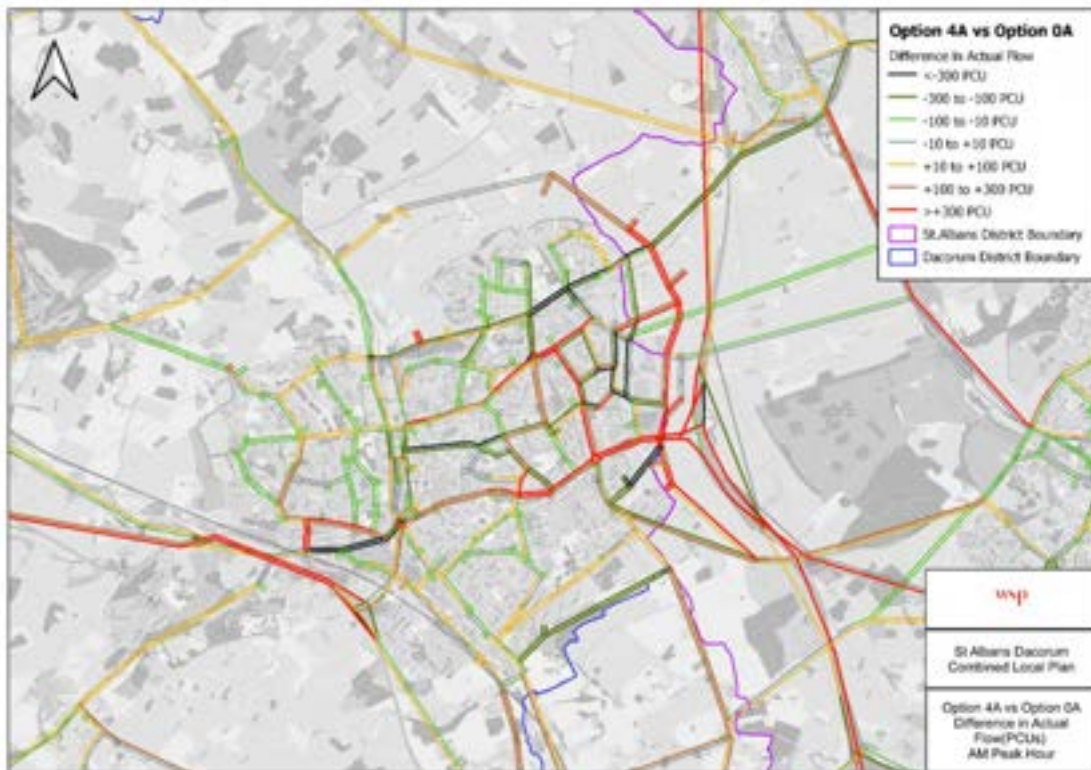 Option 4A vs Option 0A
Difference in Actual Flow
<-300 PCU
-300 to -100 PCU
-100 to -10 PCU
-10 to +10 PCU
+10 to +100 PCU
+100 to +300 PCU
>+300 PCU
St.Albans District Boundary
Dacorum District Boundary
wsp
St Albans Dacorum
Combined Local Plan
Option 4A vs Option 0A
Difference in Actual
Flow(PCUs)
AM Peak Hour